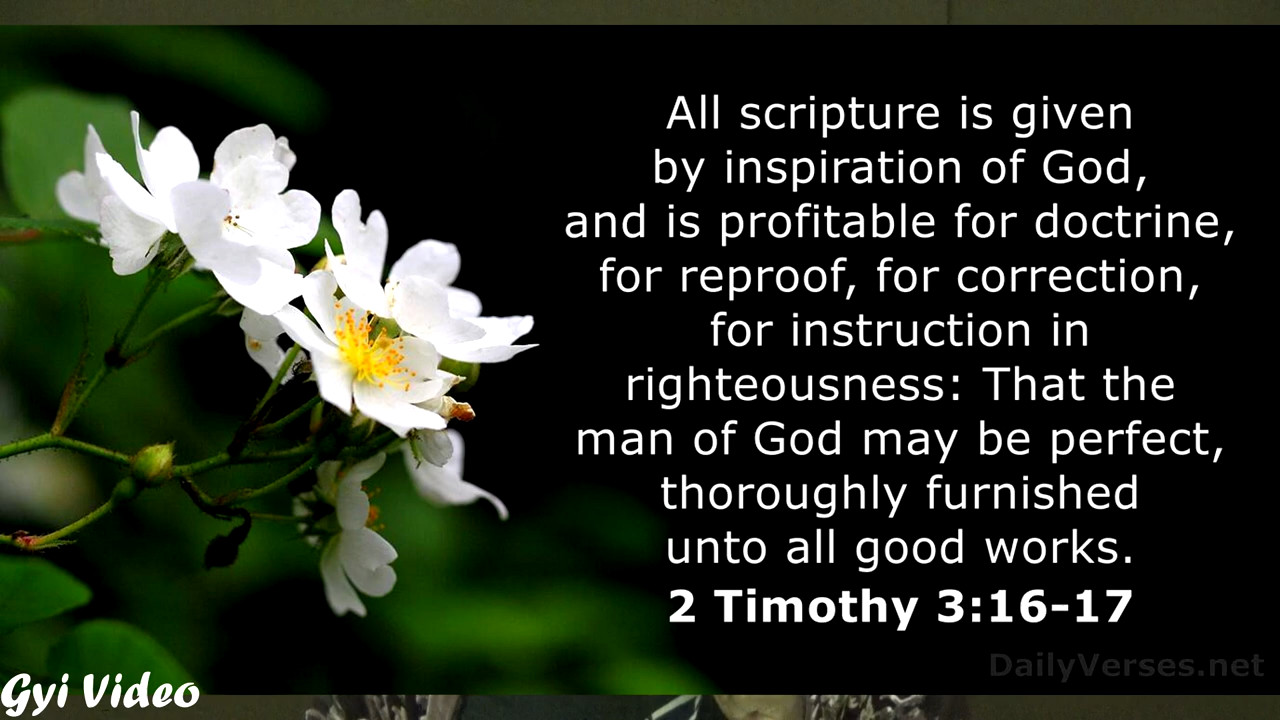 All scripture is given
by inspiration of God,
and is profitable for doctrine,
for reproof, for correction,
for instruction in
righteousness: That the
man of God may be perfect,
thoroughly furnished
unto all good works.
2 Timothy 3:16-17
DailyVerses.net
Gyi Video